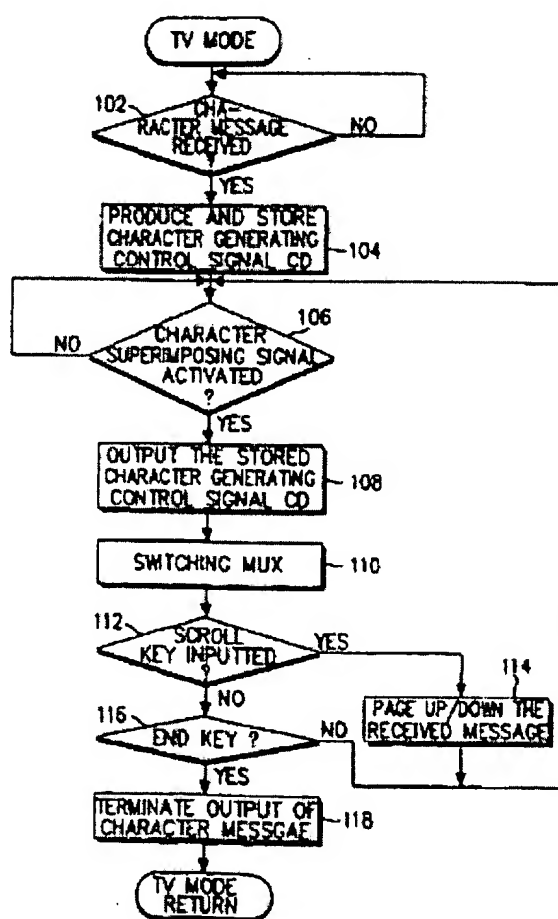 TV MODE
102
CHA-
RACTER MESSAGE
RECEIVED
?
NO
YES
PRODUCE AND STORE
CHARACTER GENERATING
CONTROL SIGNAL CD
104
106
CHARACTER
SUPERIMPOSING SIGNAL
ACTIVATED
?
NO
YES
OUTPUT THE STORED
CHARACTER GENERATING
CONTROL SIGNAL CD
108
SWITCHING MUX
110
112
SCROLL
KEY INPUTTED
?
YES
NO
114
PAGE UP/DOWN THE
RECEIVED MESSAGE
116
END KEY ?
NO
YES
TERMINATE OUTPUT OF
CHARACTER MESSGAE
118
TV MODE
RETURN